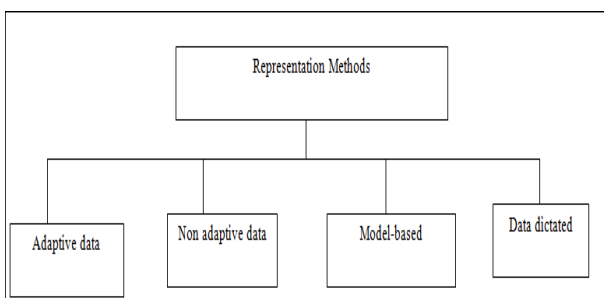 Representation Methods
Adaptive data
Non adaptive data
Model-based
Data dictated